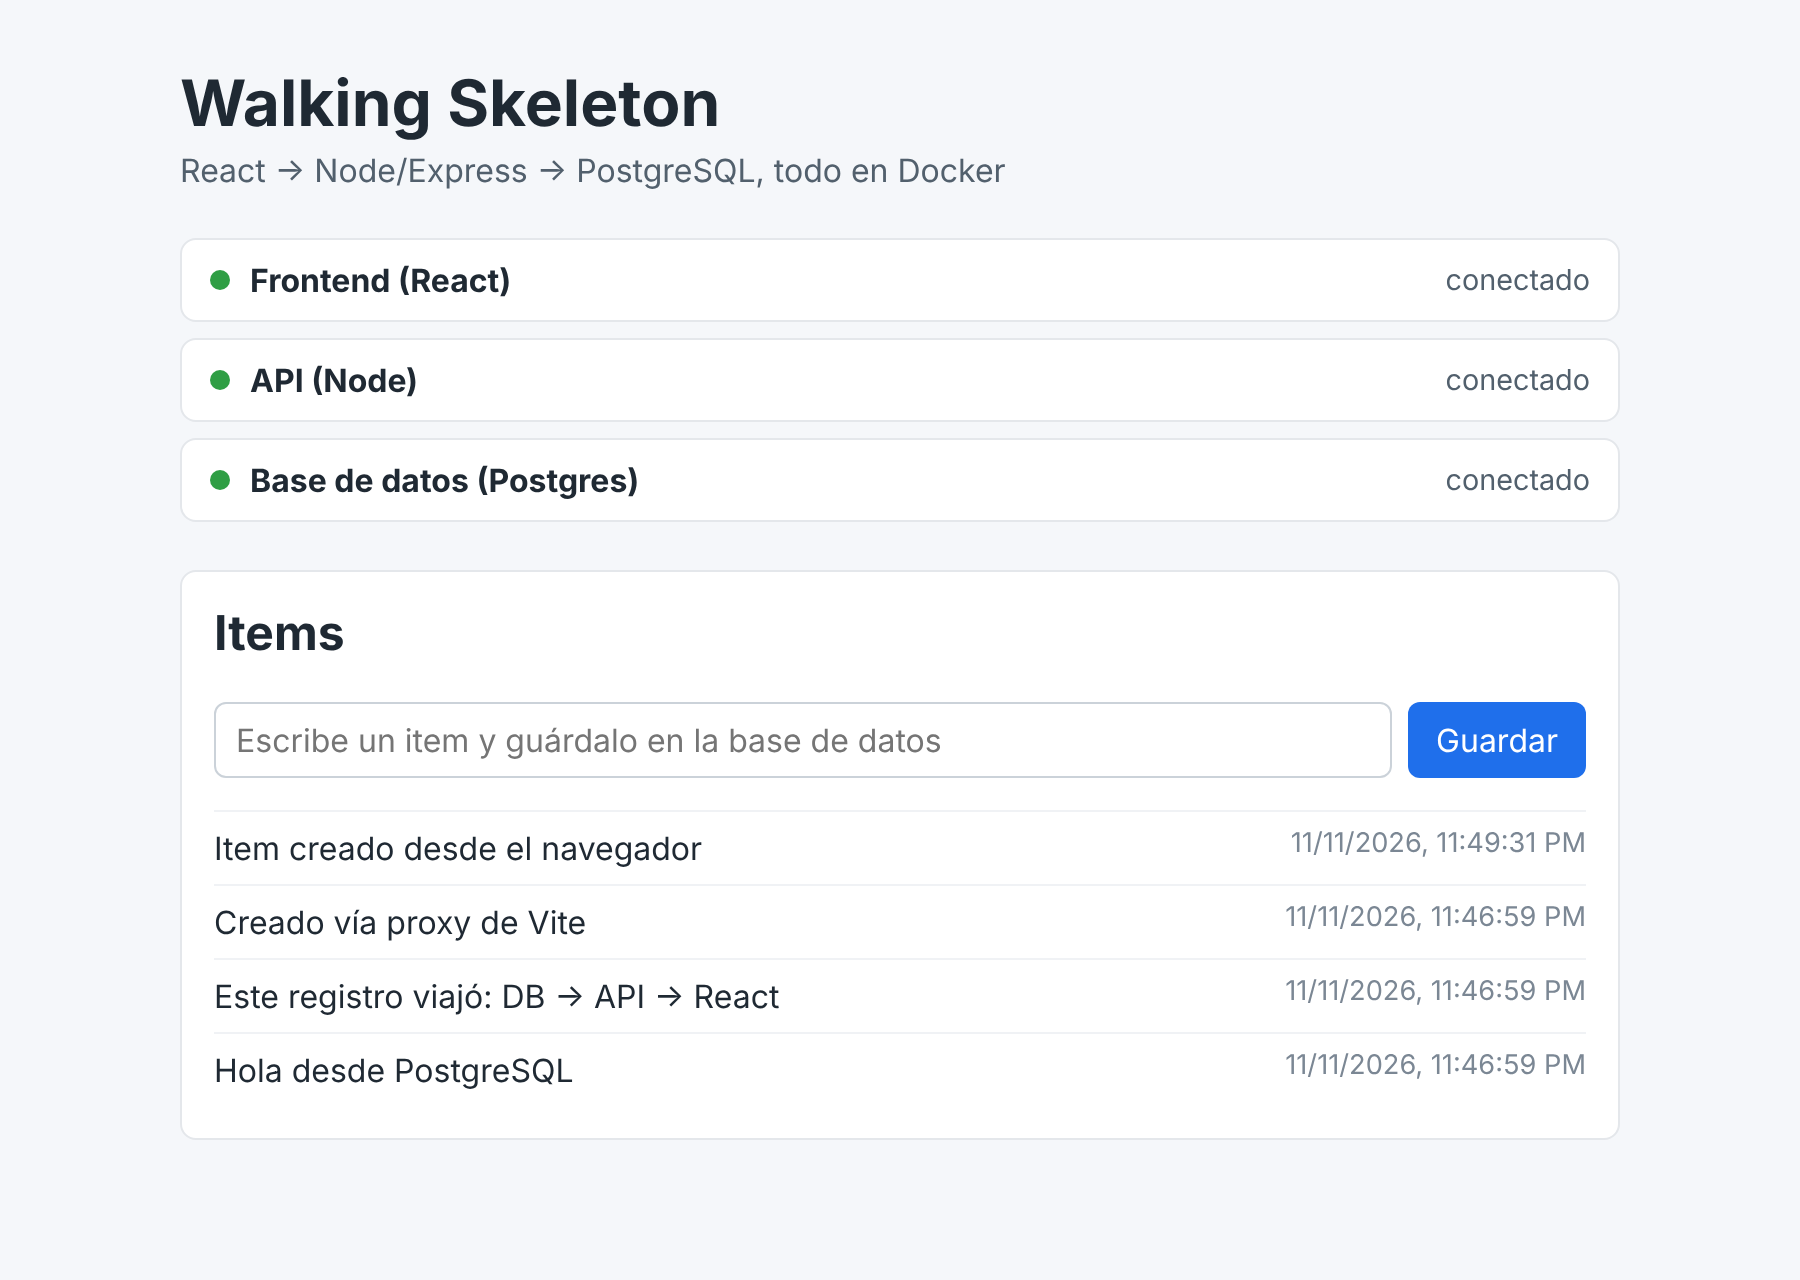 Walking Skeleton
React → Node/Express → PostgreSQL, todo en Docker
Frontend (React) conectado
API (Node) conectado
Base de datos (Postgres) conectado
Items
Escribe un item y guárdalo en la base de datos Guardar
Item creado desde el navegador 11/11/2026, 11:49:31 PM
Creado vía proxy de Vite 11/11/2026, 11:46:59 PM
Este registro viajó: DB → API → React 11/11/2026, 11:46:59 PM
Hola desde PostgreSQL 11/11/2026, 11:46:59 PM